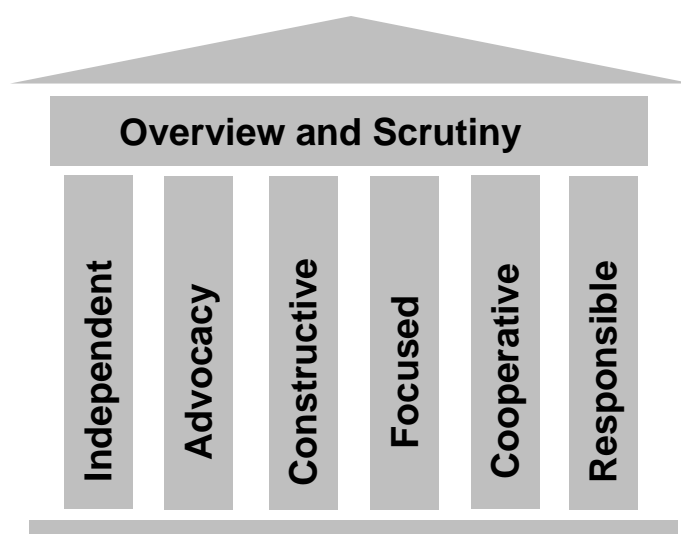 Overview and Scrutiny
Independent
Advocacy
Constructive
Focused
Cooperative
Responsible